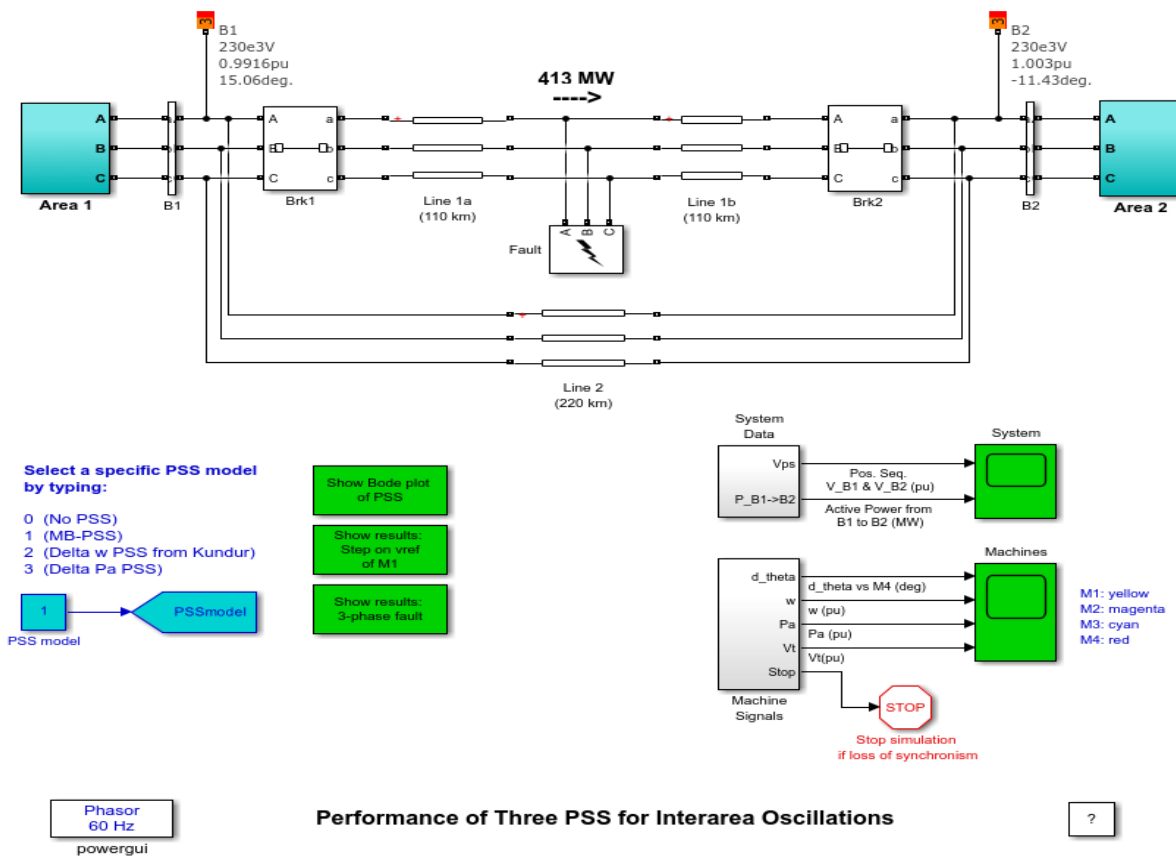 B1
230e3V
0.9916pu
15.06deg.
B2
230e3V
1.003pu
-11.43deg.
413 MW
---->
A
B
C
Area 1
a
b
c
B1
A
B
C
a
b
c
Brk1
Line 1a
(110 km)
Line 1b
(110 km)
A
B
C
Fault
A
B
C
a
b
c
Brk2
a
b
c
B2
A
B
C
Area 2
Line 2
(220 km)
Select a specific PSS model
by typing:
0 (No PSS)
1 (MB-PSS)
2 (Delta w PSS from Kundur)
3 (Delta Pa PSS)
1
PSS model
PSSmodel
Show Bode plot
of PSS
Show results:
Step on vref
of M1
Show results:
3-phase fault
System
Data
Vps
P_B1->B2
Pos. Seq.
V_B1 & V_B2 (pu)
Active Power from
B1 to B2 (MW)
System
d_theta
w
Pa
Vt
Stop
Machine
Signals
d_theta vs M4 (deg)
w (pu)
Pa (pu)
Vt(pu)
Machines
M1: yellow
M2: magenta
M3: cyan
M4: red
STOP
Stop simulation
if loss of synchronism
Phasor
60 Hz
powergui
Performance of Three PSS for Interarea Oscillations
?